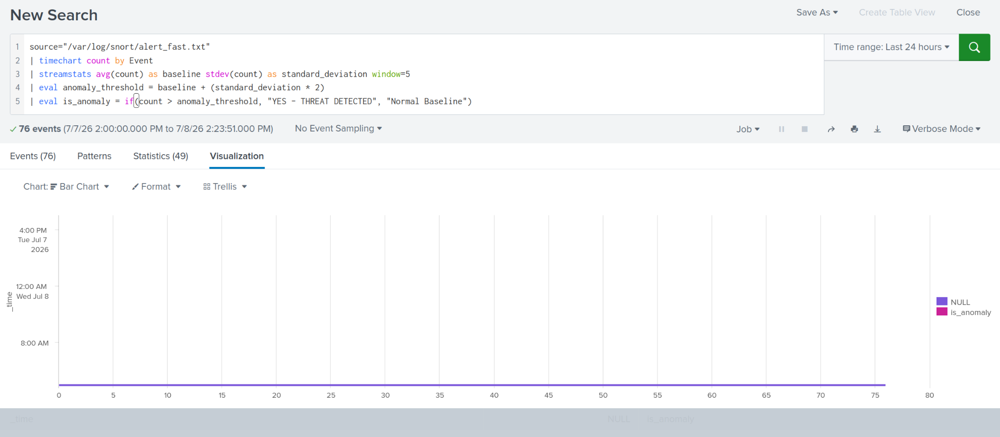 New Search
Save As
Create Table View
Close
1 source="/var/log/snort/alert_fast.txt"
2 | timechart count by Event
3 | streamstats avg(count) as baseline stdev(count) as standard_deviation window=5
4 | eval anomaly_threshold = baseline + (standard_deviation * 2)
5 | eval is_anomaly = if(count > anomaly_threshold, "YES - THREAT DETECTED", "Normal Baseline")
Time range: Last 24 hours
76 events (7/7/26 2:00:00.000 PM to 7/8/26 2:23:51.000 PM)
No Event Sampling
Job
Verbose Mode
Events (76)
Patterns
Statistics (49)
Visualization
Chart: Bar Chart
Format
Trellis
4:00 PM
Tue Jul 7
2026
12:00 AM
Wed Jul 8
8:00 AM
_time
NULL
is_anomaly
0 5 10 15 20 25 30 35 40 45 50 55 60 65 70 75 80
_time NULL is_anomaly